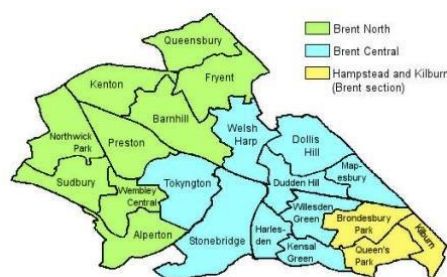 Queensbury
Brent North
Brent Central
Hampstead and Kilburn
(Brent section)
Kenton
Fryent
Barnhill
Northwick
Park
Preston
Welsh
Harp
Dollis
Hill
Map-
esbury
Sudbury
Wembley
Central
Tokyngton
Dudden Hill
Willesden
Green
Brondesbury
Park
Kilburn
Alperton
Stonebridge
Harles-
den
Kensal
Green
Queen's
Park